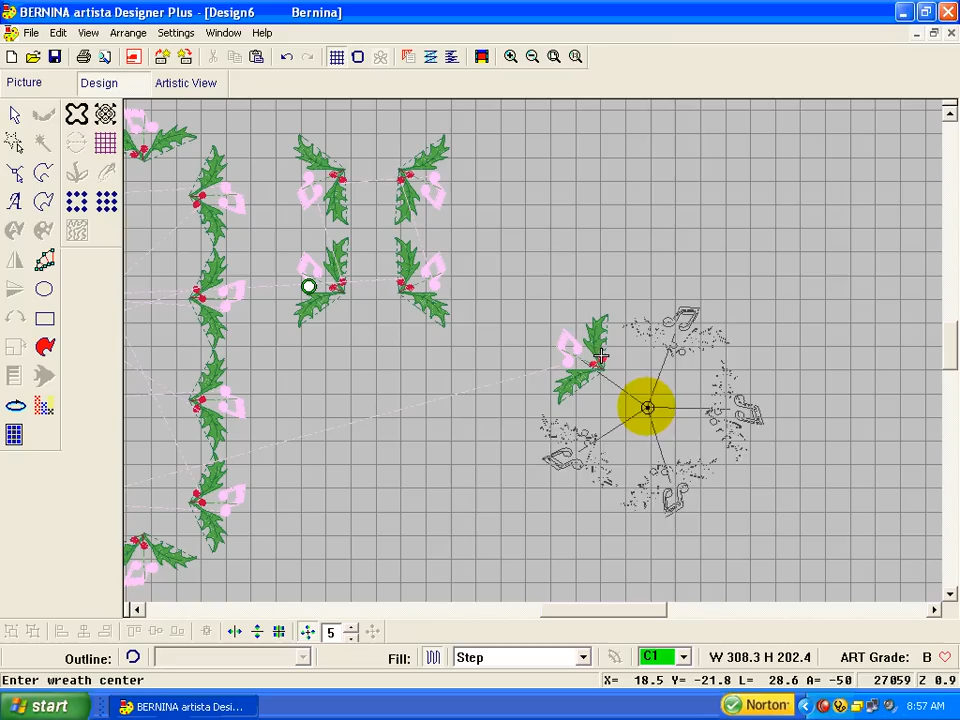 BERNINA artista Designer Plus - [Design6 Bernina]
File Edit View Arrange Settings Window Help
Picture Design Artistic View
A
5
Outline: Fill: Step C1 W 308.3 H 202.4 ART Grade: B
Enter wreath center X= 18.5 Y= -21.8 L= 28.6 A= -50 27059 Z 0.9
start BERNINA artista Desi... Norton· 8:57 AM